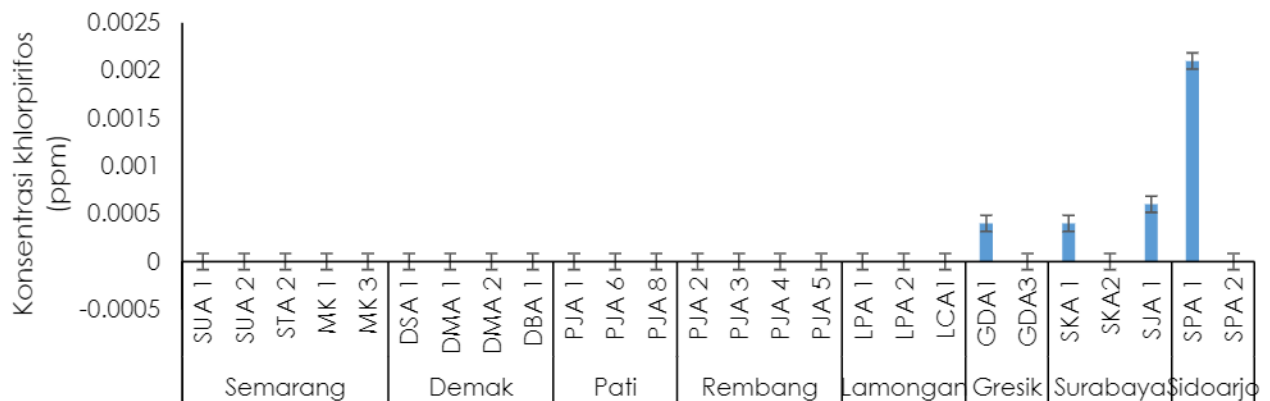 Konsentrasi khlorpirifos
(ppm)
0.0025
0.002
0.0015
0.001
0.0005
0
-0.0005
SUA 1
SUA 2
STA 2
MK 1
MK 3
DSA 1
DMA 1
DMA 2
DBA 1
PJA 1
PJA 6
PJA 8
PJA 2
PJA 3
PJA 4
PJA 5
LPA 1
LPA 2
LCA1
GDA1
GDA3
SKA 1
SKA2
SJA 1
SPA 1
SPA 2
Semarang
Demak
Pati
Rembang
Lamongan
Gresik
Surabaya
Sidoarjo